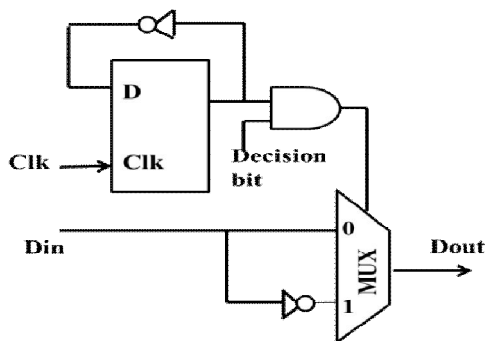 D
Clk
Clk
Decision
bit
0
Din
MUX
Dout
1